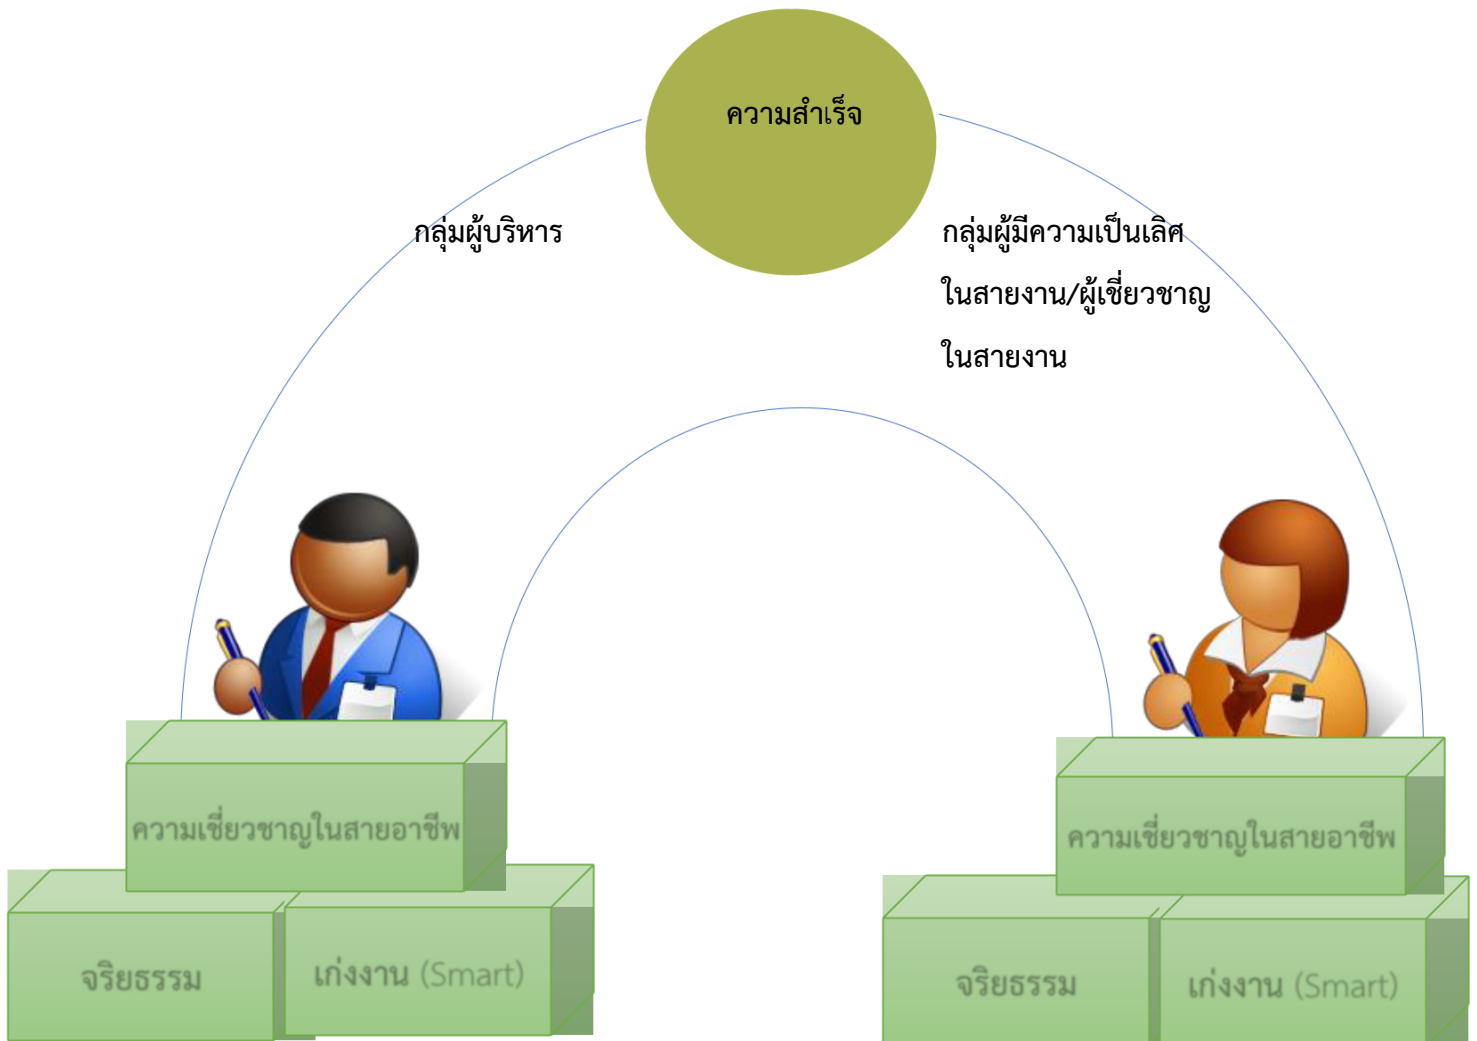 ความสำเร็จ
กลุ่มผู้บริหาร
กลุ่มผู้มีความเป็นเลิศ
ในสายงาน/ผู้เชี่ยวชาญ
ในสายงาน
ความเชี่ยวชาญในสายอาชีพ
จริยธรรม
เก่งงาน (Smart)
ความเชี่ยวชาญในสายอาชีพ
จริยธรรม
เก่งงาน (Smart)